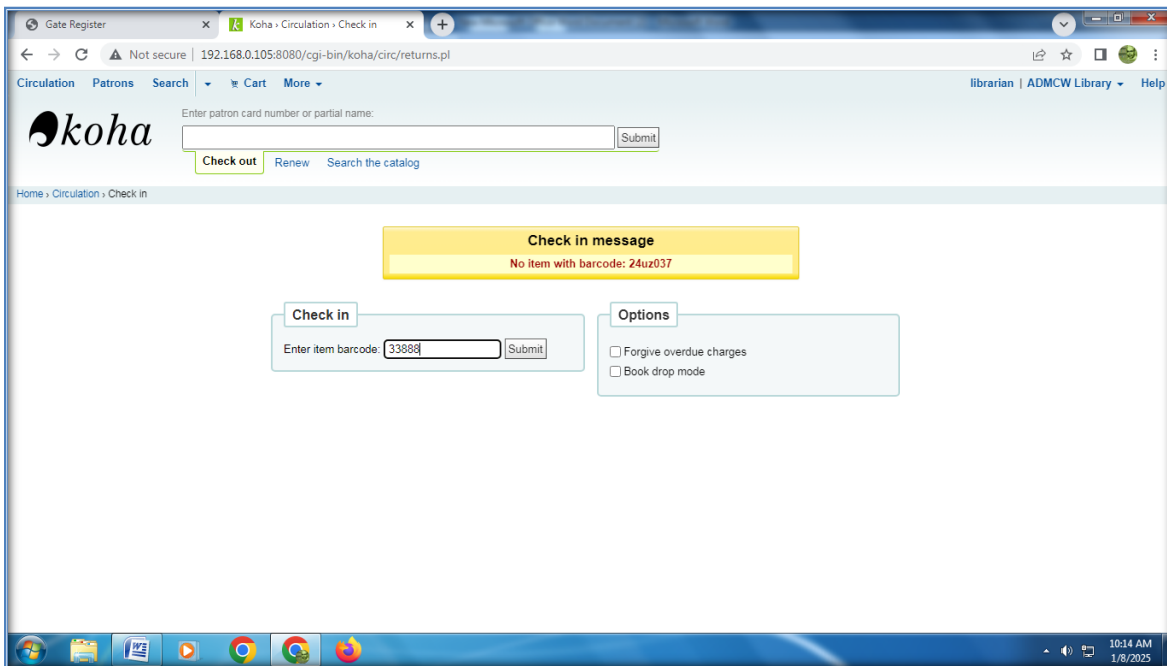 Gate Register
Koha › Circulation › Check in
Not secure | 192.168.0.105:8080/cgi-bin/koha/circ/returns.pl
Circulation Patrons Search Cart More librarian | ADMCW Library Help
koha
Enter patron card number or partial name:
Submit
Check out Renew Search the catalog
Home › Circulation › Check in
Check in message
No item with barcode: 24uz037
Check in
Enter item barcode: 33888 Submit
Options
Forgive overdue charges
Book drop mode
10:14 AM
1/8/2025